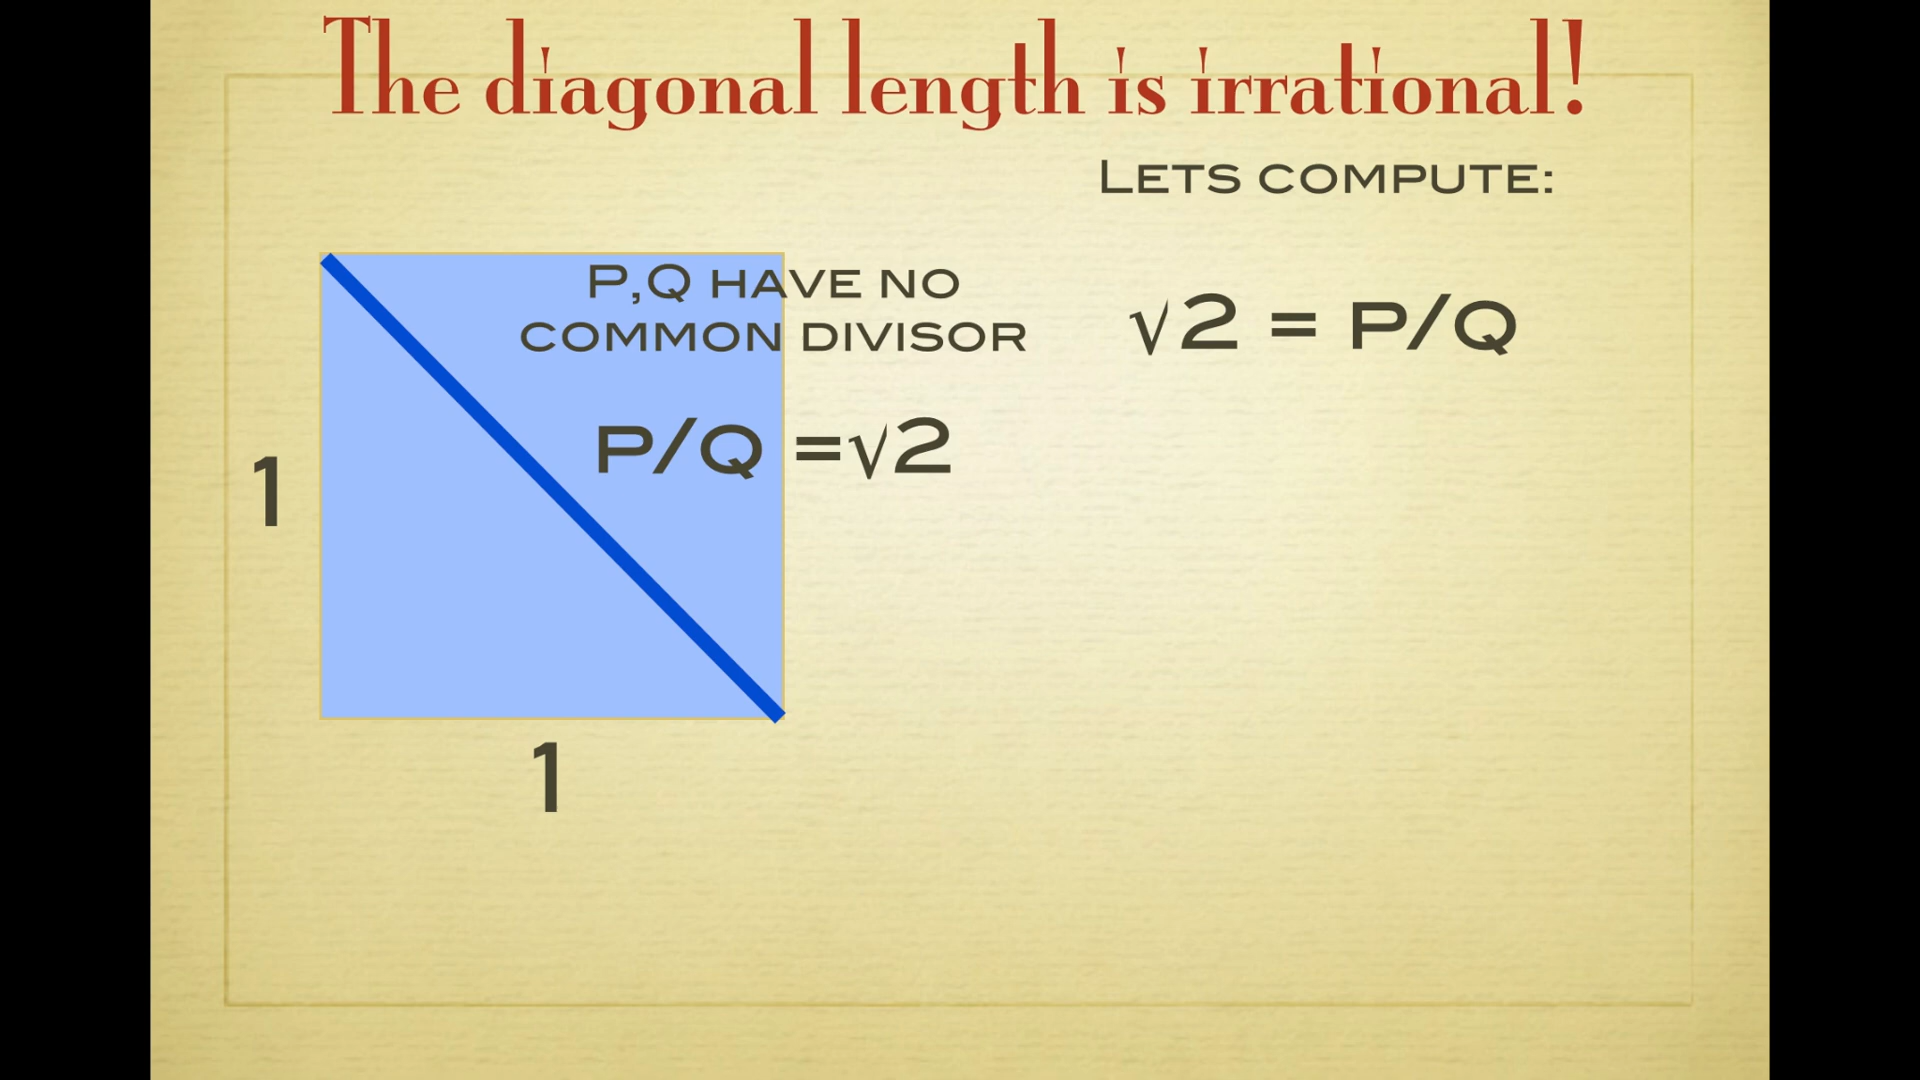 The diagonal length is irrational!
LETS COMPUTE:
P,Q HAVE NO
COMMON DIVISOR
√2 = P/Q
P/Q =√2
1
1